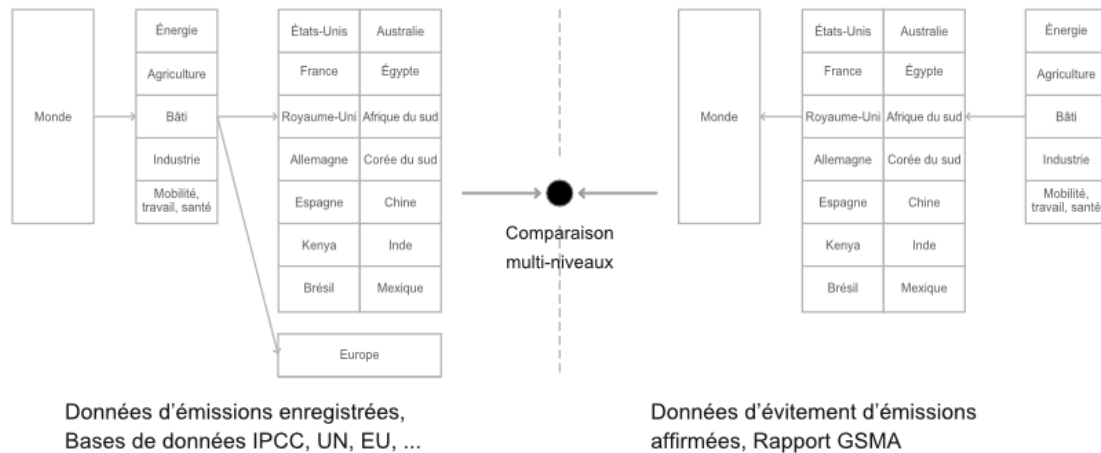 Monde
Énergie
Agriculture
Bâti
Industrie
Mobilité,
travail, santé
États-Unis Australie
France Égypte
Royaume-Uni Afrique du sud
Allemagne Corée du sud
Espagne Chine
Kenya Inde
Brésil Mexique
Europe
Comparaison
multi-niveaux
Monde
États-Unis Australie
France Égypte
Royaume-Uni Afrique du sud
Allemagne Corée du sud
Espagne Chine
Kenya Inde
Brésil Mexique
Énergie
Agriculture
Bâti
Industrie
Mobilité,
travail, santé
Données d’émissions enregistrées,
Bases de données IPCC, UN, EU, ...
Données d’évitement d’émissions
affirmées, Rapport GSMA